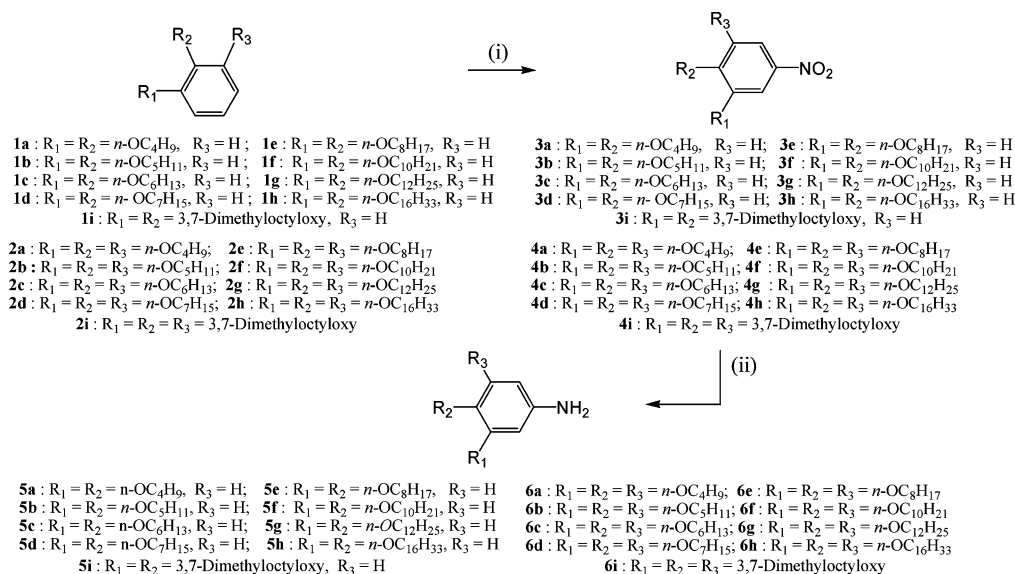 R2 R3
R1
(i)
R3
R2 NO2
R1
1a : R1 = R2 = n-OC4H9, R3 = H ; 1e : R1 = R2 = n-OC8H17, R3 = H
1b : R1 = R2 = n-OC5H11, R3 = H ; 1f : R1 = R2 = n-OC10H21, R3 = H
1c : R1 = R2 = n-OC6H13, R3 = H ; 1g : R1 = R2 = n-OC12H25, R3 = H
1d : R1 = R2 = n- OC7H15, R3 = H ; 1h : R1 = R2 = n-OC16H33, R3 = H
1i : R1 = R2 = 3,7-Dimethyloctyloxy, R3 = H
2a : R1 = R2 = R3 = n-OC4H9; 2e : R1 = R2 = R3 = n-OC8H17
2b : R1 = R2 = R3 = n-OC5H11; 2f : R1 = R2 = R3 = n-OC10H21
2c : R1 = R2 = R3 = n-OC6H13; 2g : R1 = R2 = R3 = n-OC12H25
2d : R1 = R2 = R3 = n-OC7H15; 2h : R1 = R2 = R3 = n-OC16H33
2i : R1 = R2 = R3 = 3,7-Dimethyloctyloxy
3a : R1 = R2 = n-OC4H9, R3 = H; 3e : R1 = R2 = n-OC8H17, R3 = H
3b : R1 = R2 = n-OC5H11, R3 = H; 3f : R1 = R2 = n-OC10H21, R3 = H
3c : R1 = R2 = n-OC6H13, R3 = H; 3g : R1 = R2 = n-OC12H25, R3 = H
3d : R1 = R2 = n-OC7H15, R3 = H; 3h : R1 = R2 = n-OC16H33, R3 = H
3i : R1 = R2 = 3,7-Dimethyloctyloxy, R3 = H
4a : R1 = R2 = R3 = n-OC4H9; 4e : R1 = R2 = R3 = n-OC8H17
4b : R1 = R2 = R3 = n-OC5H11; 4f : R1 = R2 = R3 = n-OC10H21
4c : R1 = R2 = R3 = n-OC6H13; 4g : R1 = R2 = R3 = n-OC12H25
4d : R1 = R2 = R3 = n-OC7H15; 4h : R1 = R2 = R3 = n-OC16H33
4i : R1 = R2 = R3 = 3,7-Dimethyloctyloxy
(ii)
R3
R2 NH2
R1
5a : R1 = R2 = n-OC4H9, R3 = H; 5e : R1 = R2 = n-OC8H17, R3 = H
5b : R1 = R2 = n-OC5H11, R3 = H; 5f : R1 = R2 = n-OC10H21, R3 = H
5c : R1 = R2 = n-OC6H13, R3 = H; 5g : R1 = R2 = n-OC12H25, R3 = H
5d : R1 = R2 = n-OC7H15, R3 = H; 5h : R1 = R2 = n-OC16H33, R3 = H
5i : R1 = R2 = 3,7-Dimethyloctyloxy, R3 = H
6a : R1 = R2 = R3 = n-OC4H9; 6e : R1 = R2 = R3 = n-OC8H17
6b : R1 = R2 = R3 = n-OC5H11; 6f : R1 = R2 = R3 = n-OC10H21
6c : R1 = R2 = R3 = n-OC6H13; 6g : R1 = R2 = R3 = n-OC12H25
6d : R1 = R2 = R3 = n-OC7H15; 6h : R1 = R2 = R3 = n-OC16H33
6i : R1 = R2 = R3 = 3,7-Dimethyloctyloxy